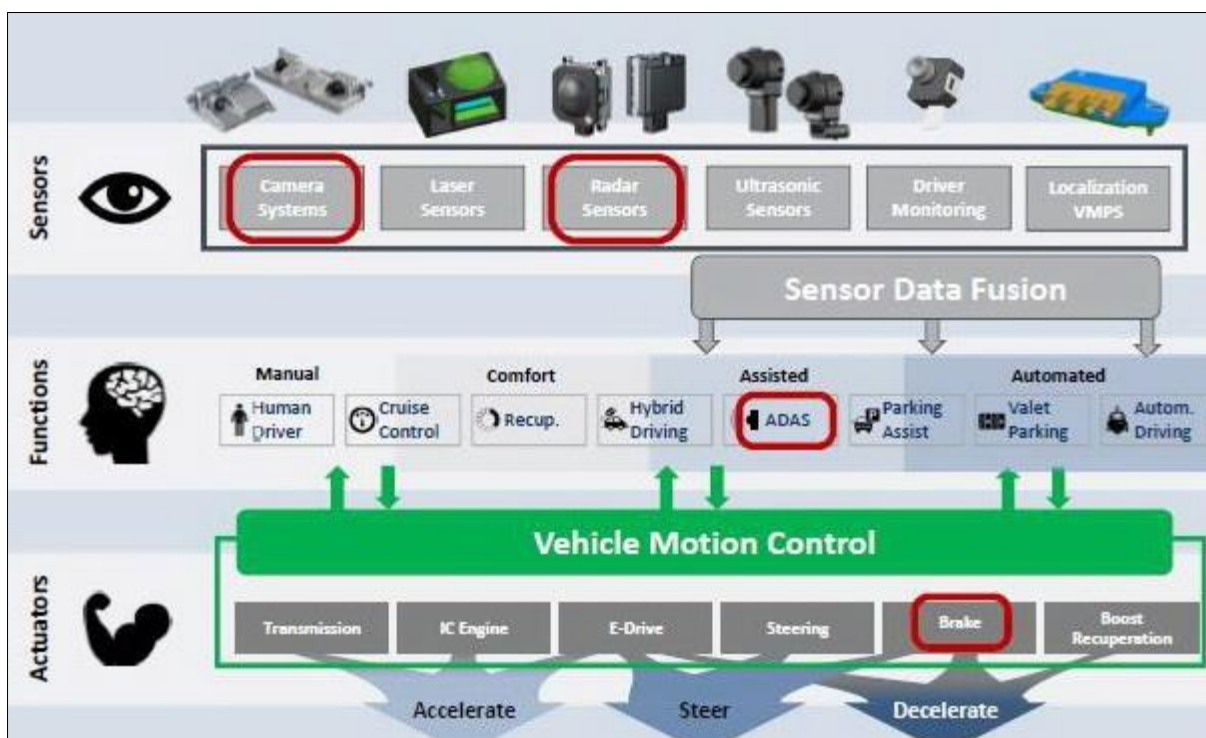 Sensors
Camera
Systems
Laser
Sensors
Radar
Sensors
Ultrasonic
Sensors
Driver
Monitoring
Localization
VMPS
Sensor Data Fusion
Functions
Manual
Comfort
Assisted
Automated
Human
Driver
Cruise
Control
Recup.
Hybrid
Driving
ADAS
Parking
Assist
Valet
Parking
Autom.
Driving
Vehicle Motion Control
Actuators
Transmission
IC Engine
E-Drive
Steering
Brake
Boost
Recuperation
Accelerate
Steer
Decelerate